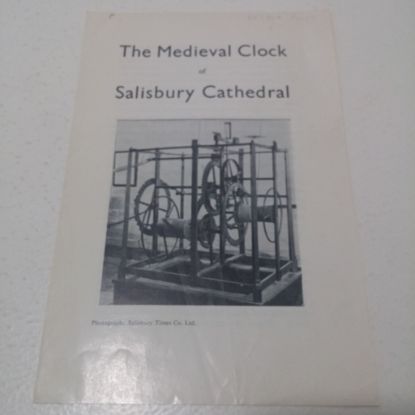 The Medieval Clock
of
Salisbury Cathedral
Photograph: Salisbury Times Co. Ltd.